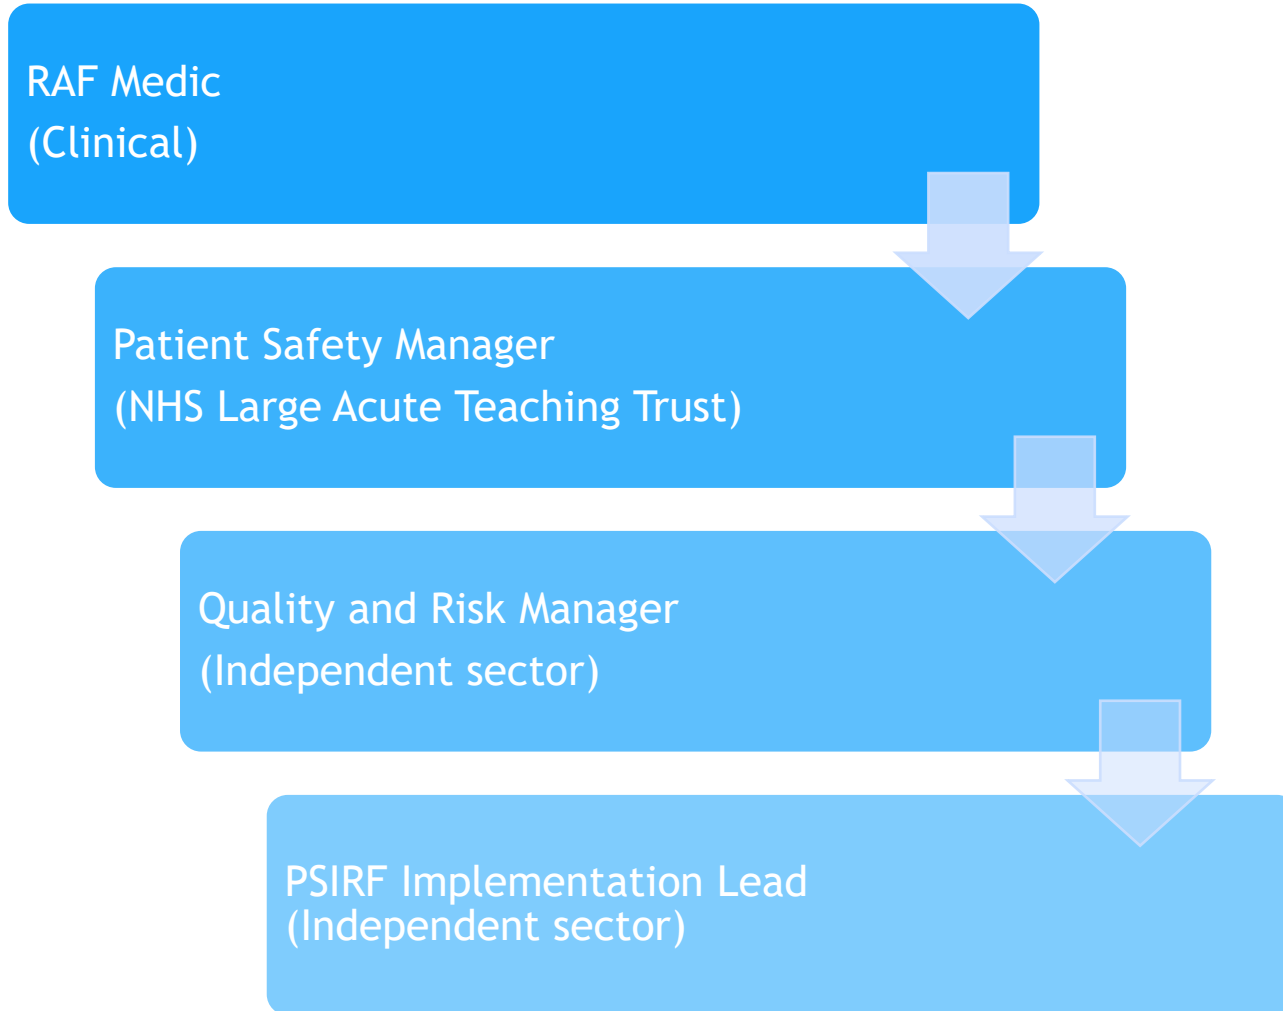 RAF Medic
(Clinical)
Patient Safety Manager
(NHS Large Acute Teaching Trust)
Quality and Risk Manager
(Independent sector)
PSIRF Implementation Lead
(Independent sector)